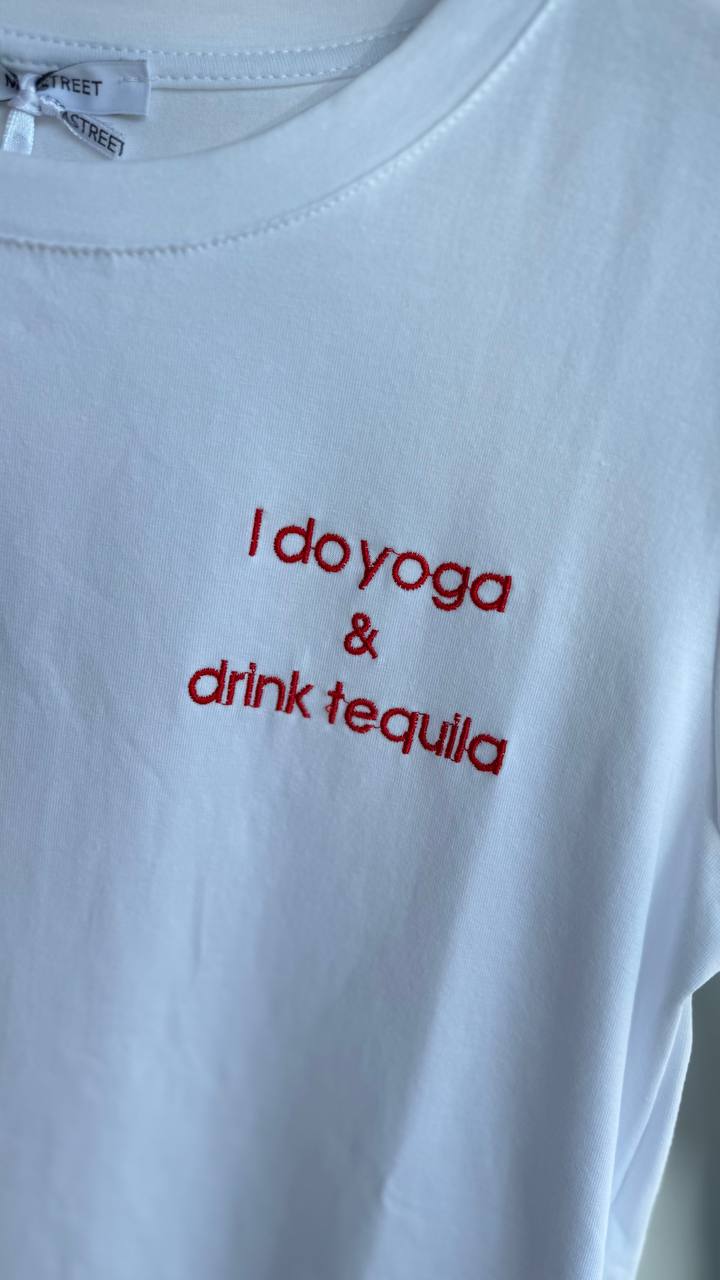 I do yoga
&
drink tequila